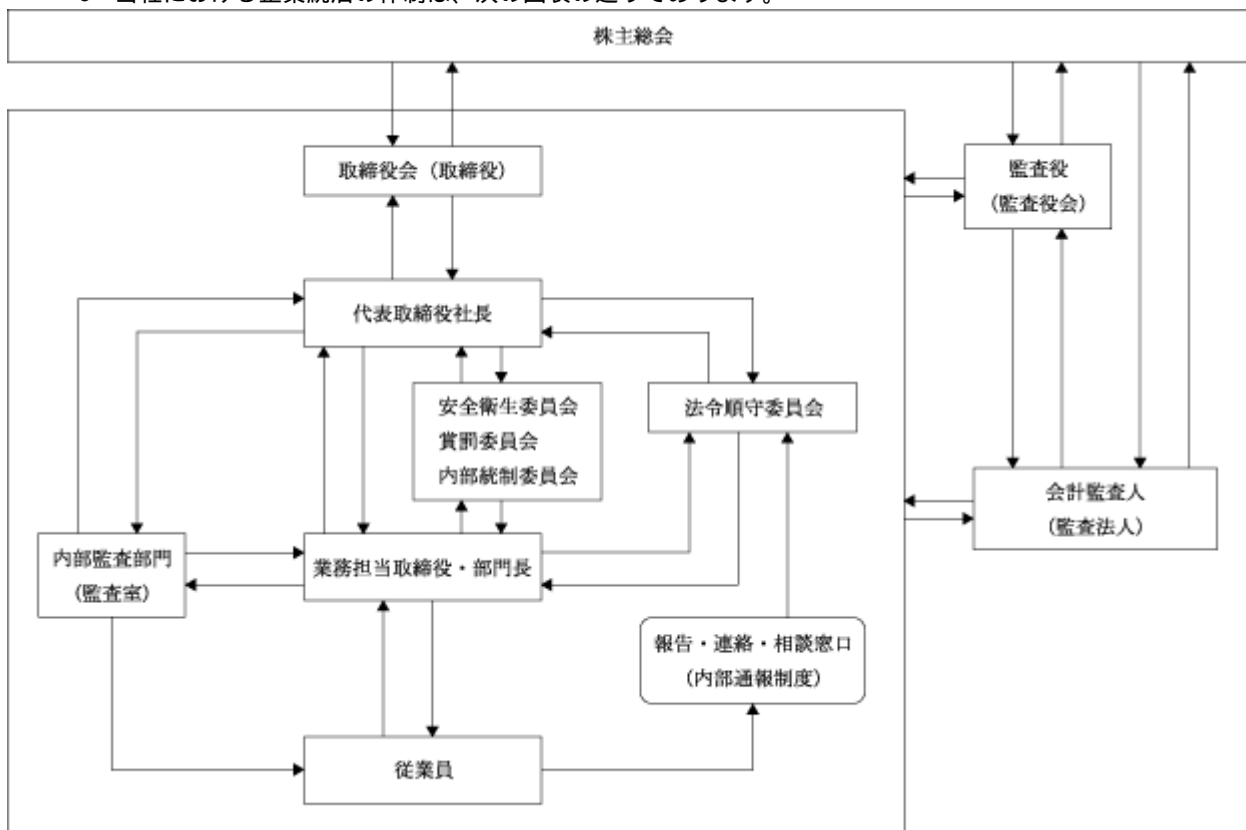 当社における企業統治の体制は、次の図表の通りであります。
株主総会
取締役会(取締役)
監査役
(監査役会)
代表取締役社長
安全衛生委員会
賞罰委員会
内部統制委員会
法令順守委員会
会計監査人
(監査法人)
内部監査部門
(監査室)
業務担当取締役・部門長
報告・連絡・相談窓口
(内部通報制度)
従業員